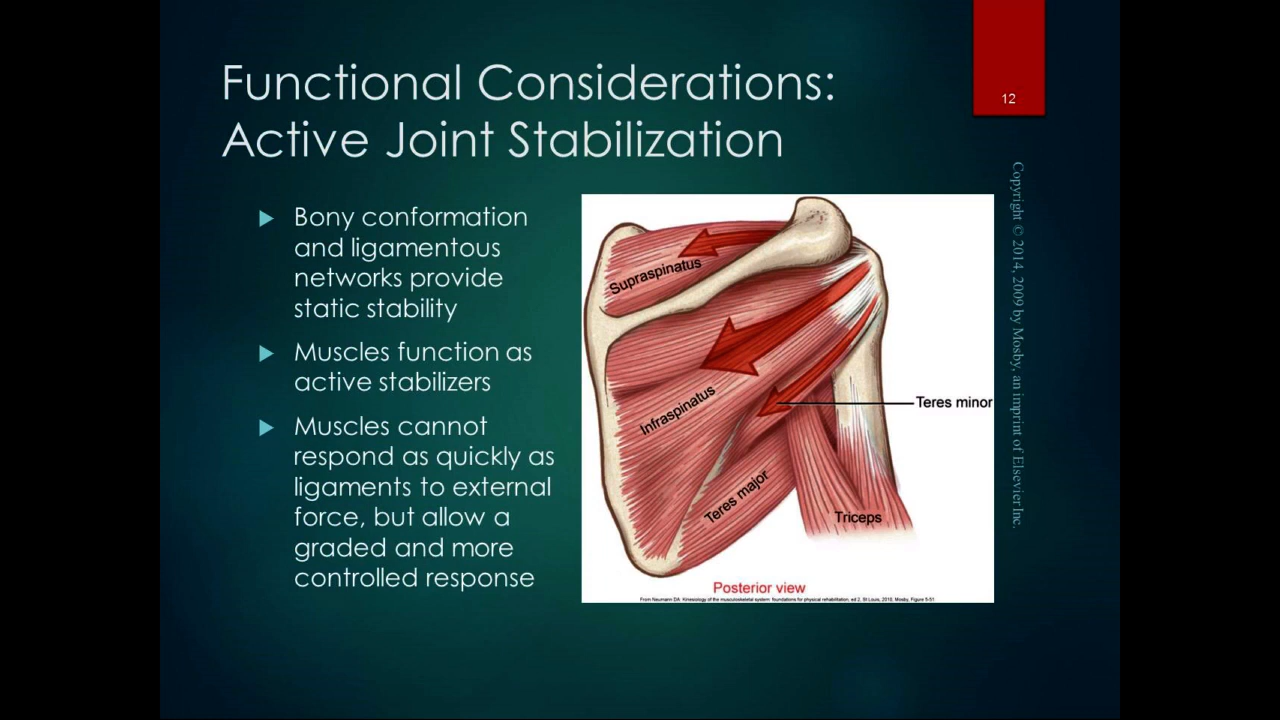 Functional Considerations:
Active Joint Stabilization
12
Bony conformation
and ligamentous
networks provide
static stability
Muscles function as
active stabilizers
Muscles cannot
respond as quickly as
ligaments to external
force, but allow a
graded and more
controlled response
Supraspinatus
Infraspinatus
Teres minor
Teres major
Triceps
Posterior view
From Neumann DA: Kinesiology of the musculoskeletal system: foundations for physical rehabilitation, ed 2, St Louis, 2010, Mosby, Figure 5-51
Copyright © 2014, 2009 by Mosby, an imprint of Elsevier Inc.